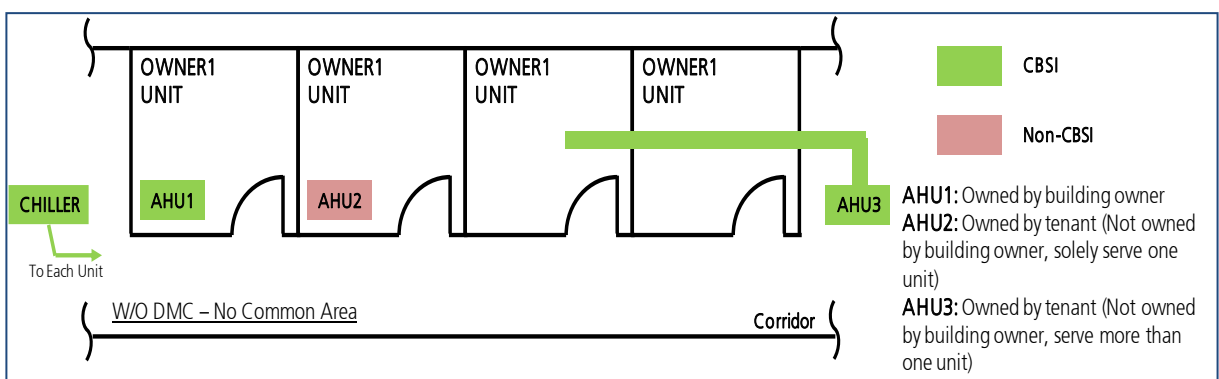 OWNER1
UNIT
OWNER1
UNIT
OWNER1
UNIT
OWNER1
UNIT
CBSI
Non-CBSI
CHILLER
AHU1
AHU2
AHU3
To Each Unit
AHU1: Owned by building owner
AHU2: Owned by tenant (Not owned
by building owner, solely serve one
unit)
AHU3: Owned by tenant (Not owned
by building owner, serve more than
one unit)
W/O DMC – No Common Area
Corridor